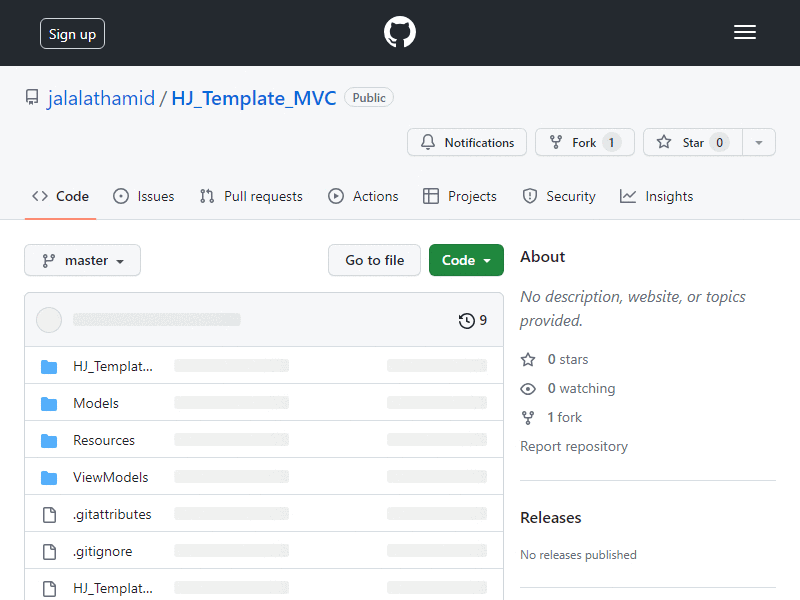 Sign up
jalalathamid / HJ_Template_MVC Public
Notifications Fork 1 Star 0
Code Issues Pull requests Actions Projects Security Insights
master Go to file Code
9
HJ_Templat...
Models
Resources
ViewModels
.gitattributes
.gitignore
HJ_Templat...
About
No description, website, or topics
provided.
0 stars
0 watching
1 fork
Report repository
Releases
No releases published